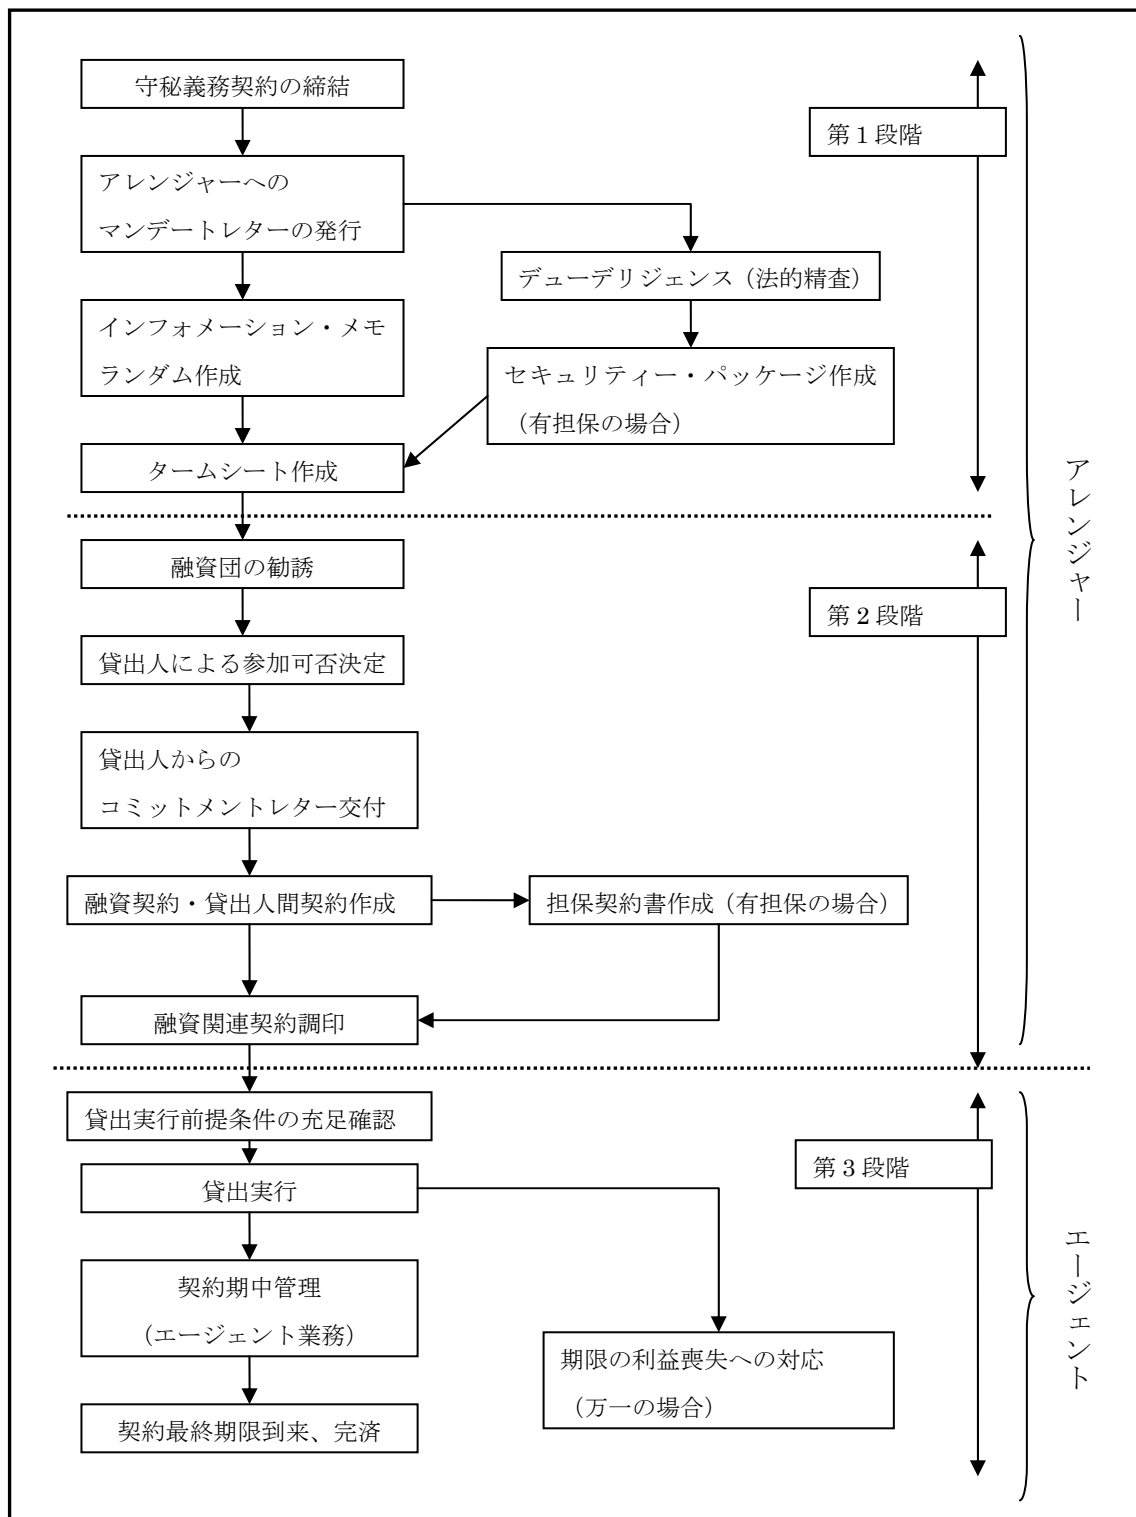 守秘義務契約の締結
第１段階
アレンジャーへの
マンデートレターの発行
デューデリジェンス（法的精査）
インフォメーション・メモ
ランダム作成
セキュリティー・パッケージ作成
（有担保の場合）
タームシート作成
アレンジャー
融資団の勧誘
第２段階
貸出人による参加可否決定
貸出人からの
コミットメントレター交付
融資契約・貸出人間契約作成
担保契約書作成（有担保の場合）
融資関連契約調印
貸出実行前提条件の充足確認
第３段階
貸出実行
エージェント
契約期中管理
（エージェント業務）
期限の利益喪失への対応
（万一の場合）
契約最終期限到来、完済